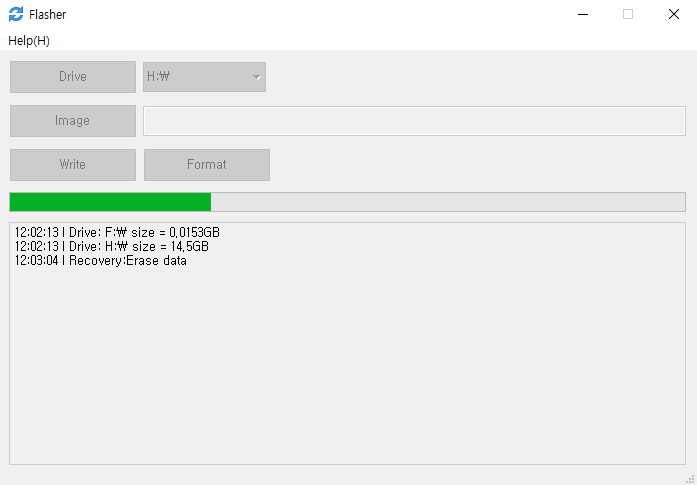 Flasher
Help(H)
Drive H:₩
Image
Write Format
12:02:13 | Drive: F:₩ size = 0,0153GB
12:02:13 | Drive: H:₩ size = 14,5GB
12:03:04 | Recovery:Erase data